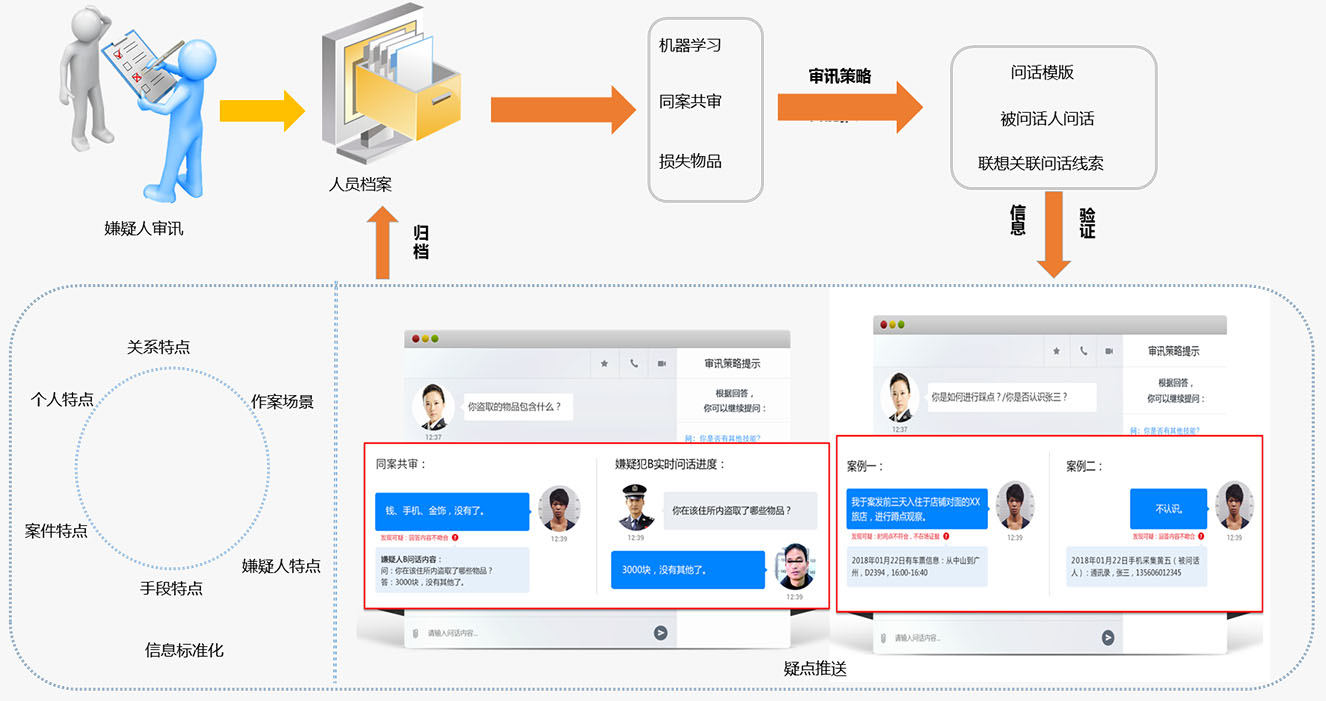 机器学习
同案共审
损失物品
审讯策略
问话模版
被问话人问话
联想关联问话线索
人员档案
嫌疑人审讯
归档
信息
验证
关系特点
个人特点
作案场景
案件特点
嫌疑人特点
手段特点
信息标准化
审讯策略提示
根据回答，
你可以继续提问：
你盗取的物品包含什么？
12:37
问：你是否有其他技能？
同案共审：
钱、手机、金饰，没有了。
12:39
发现可疑：回答内容不吻合
嫌疑人B问话内容：
问：你在该住所内盗取了哪些物品？
答：3000块，没有其他了。
嫌疑犯B实时问话进度：
你在该住所内盗取了哪些物品？
12:39
3000块，没有其他了。
12:39
请输入问话内容...
审讯策略提示
根据回答，
你可以继续提问：
你是如何进行踩点？/你是否认识张三？
12:37
问：你是否有其他技能？
案例一：
我于案发前三天入住于店铺对面的XX
旅店，进行蹲点观察。
12:39
发现可疑：时间点不符合，不在场证据
2018年01月22日有车票信息：从中山到广
州，D2394，16:00-16:40
案例二：
不认识。
12:39
发现可疑：回答内容不吻合
2018年01月22日手机采集黄五（被问话
人）：通讯录，张三，135606012345
请输入问话内容...
疑点推送